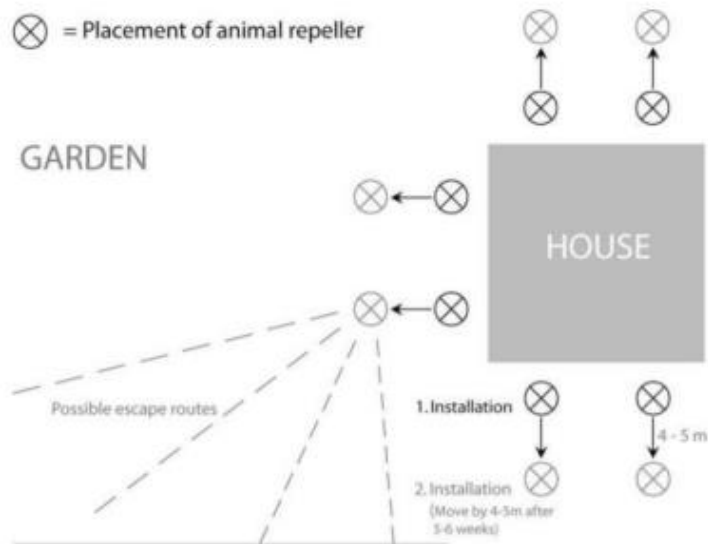 = Placement of animal repeller
GARDEN
HOUSE
Possible escape routes
1. Installation
4 - 5 m
2. Installation
(Move by 4-5m after
3-6 weeks)